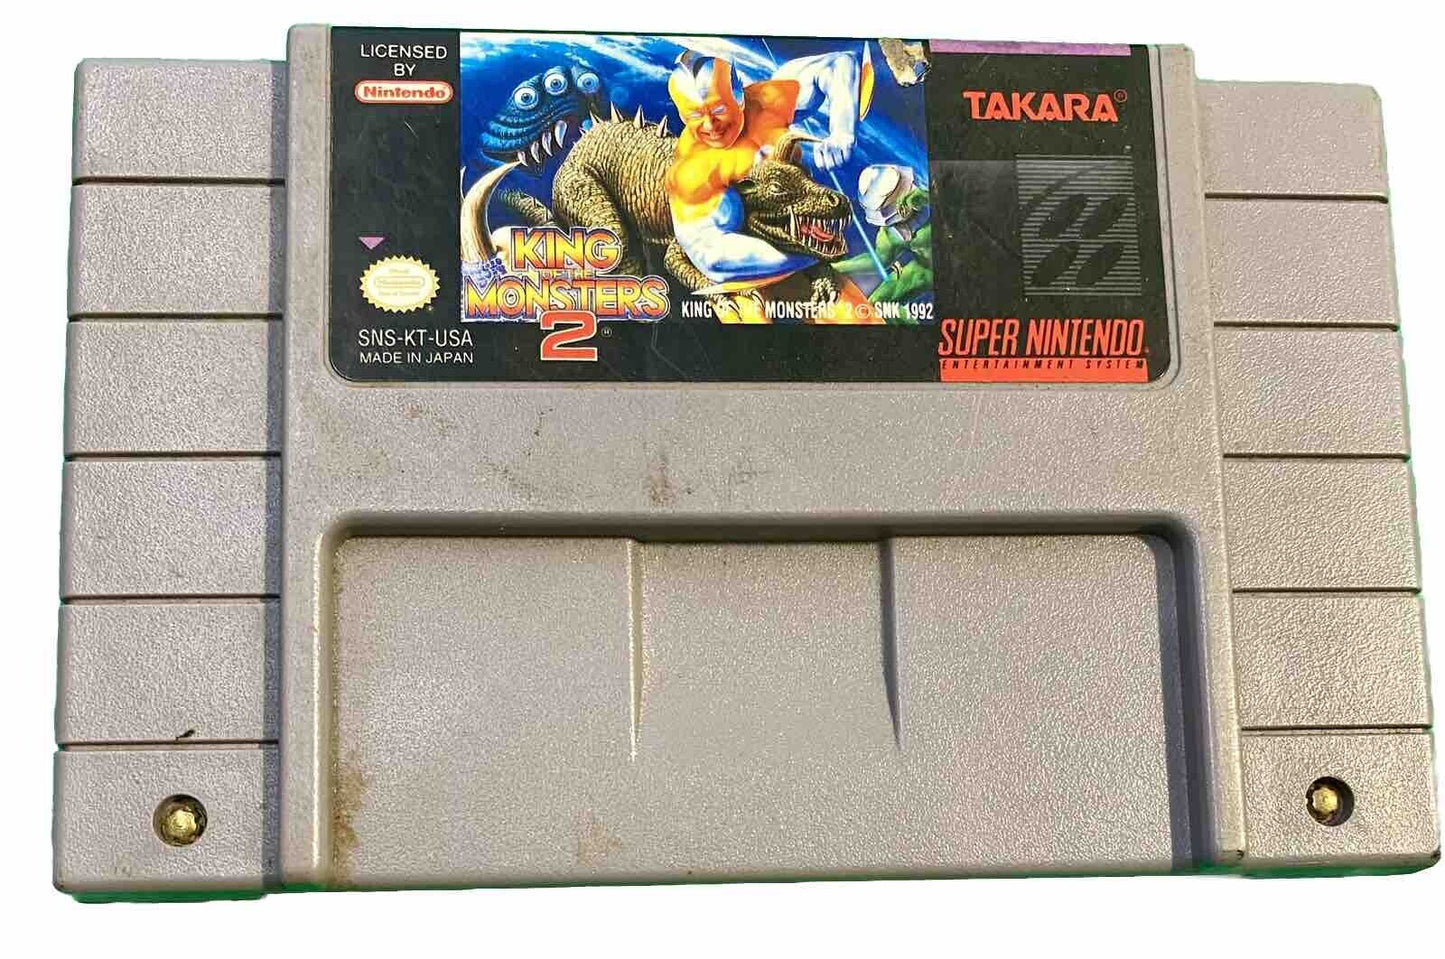 LICENSED
BY
Nintendo
TAKARA®
KING
OF THE
MONSTERS
2™
KING OF THE MONSTERS 2 © SNK 1992
SNS-KT-USA
MADE IN JAPAN
SUPER NINTENDO®
ENTERTAINMENT SYSTEM